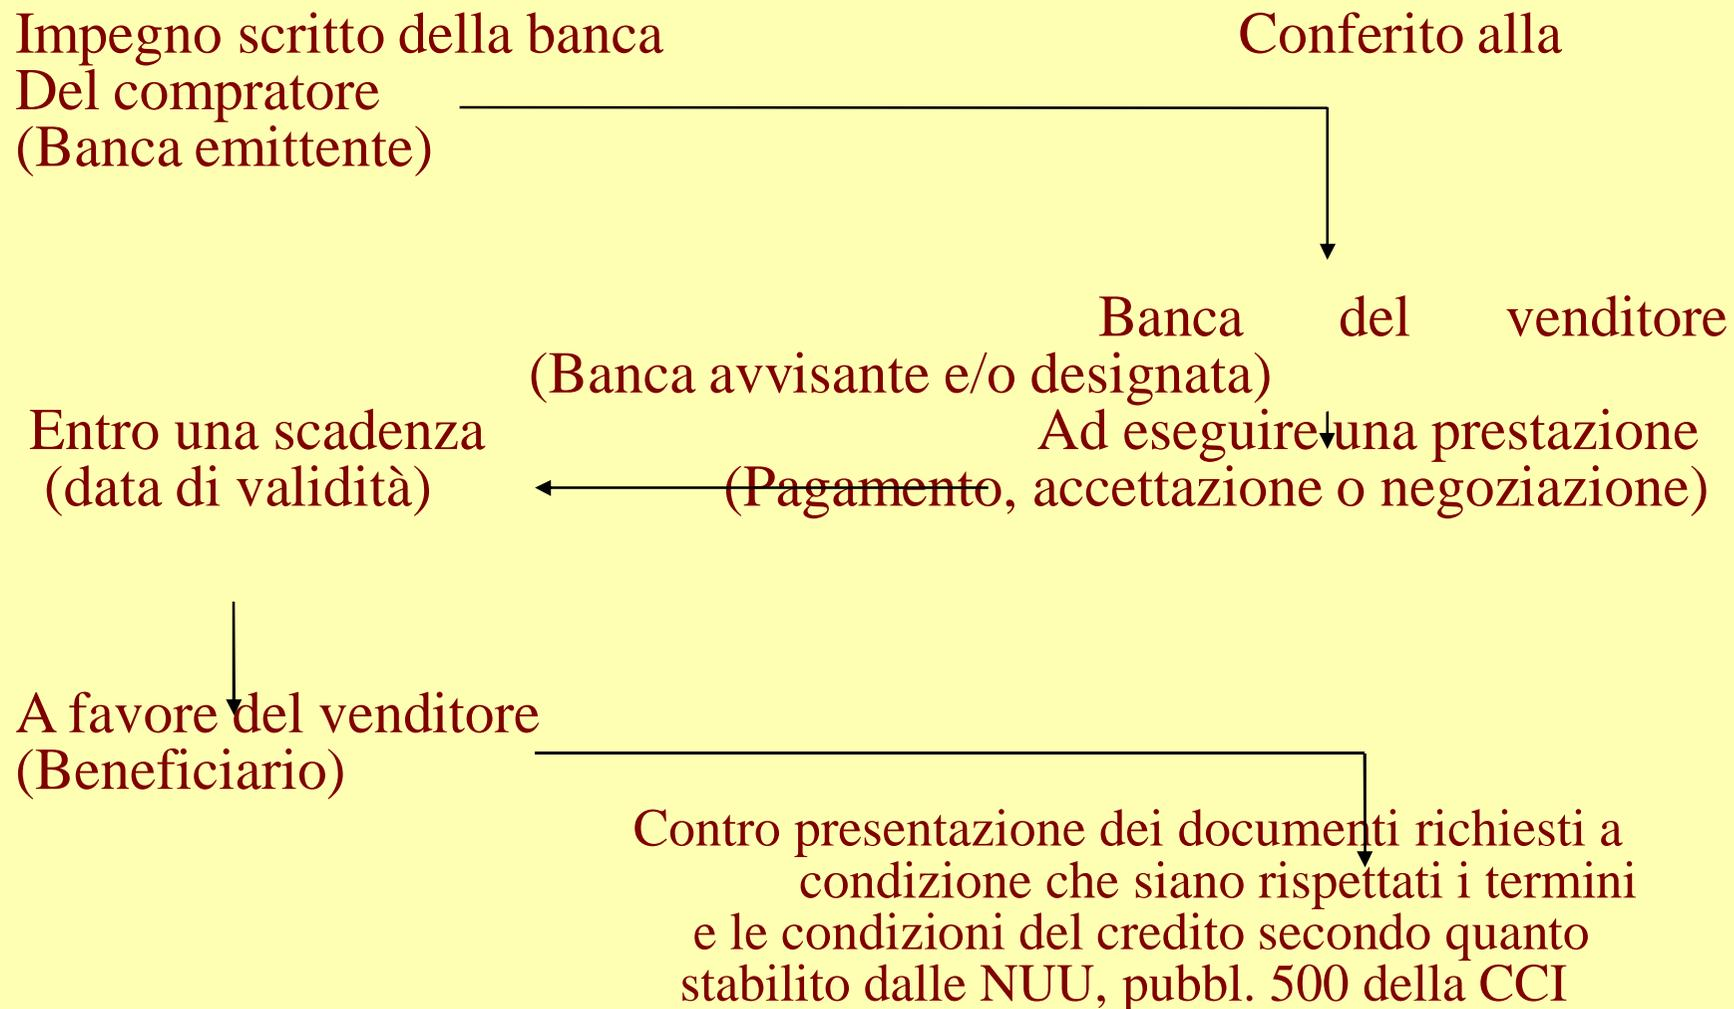 Impegno scritto della banca Conferito alla
Del compratore
(Banca emittente)
Banca del venditore
(Banca avvisante e/o designata)
Entro una scadenza Ad eseguire una prestazione
(data di validità) (Pagamento, accettazione o negoziazione)
A favore del venditore
(Beneficiario)
Contro presentazione dei documenti richiesti a
condizione che siano rispettati i termini
e le condizioni del credito secondo quanto
stabilito dalle NUU, pubbl. 500 della CCI